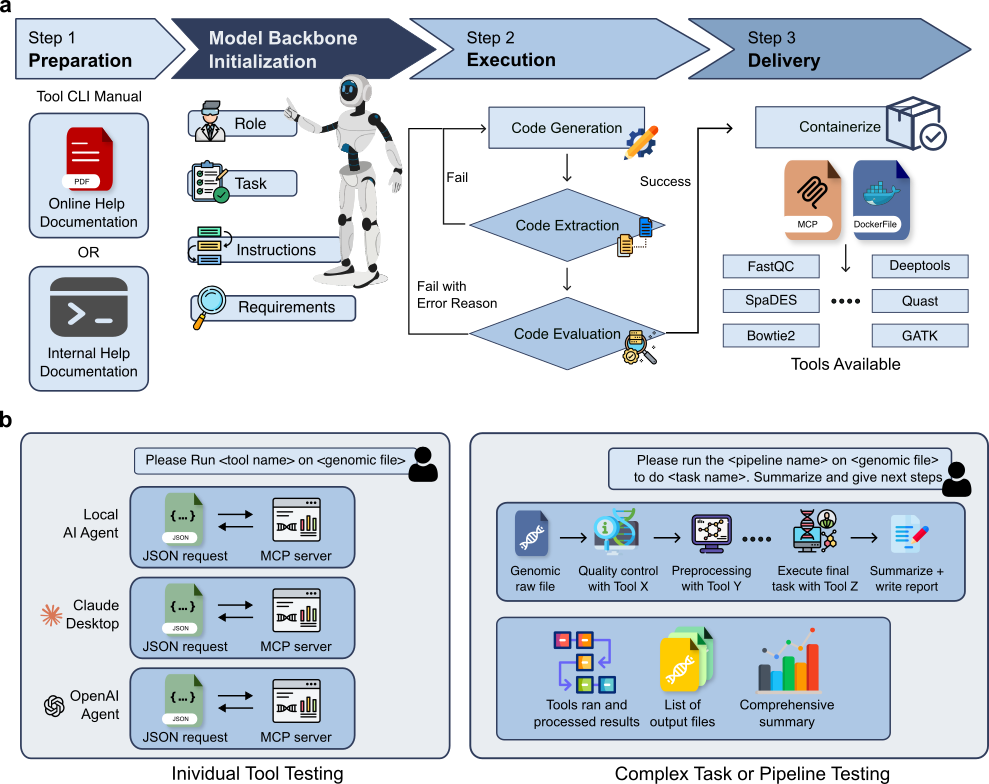 a
Step 1
Preparation
Model Backbone
Initialization
Step 2
Execution
Step 3
Delivery
Tool CLI Manual
PDF
Online Help
Documentation
OR
Internal Help
Documentation
Role
Task
Instructions
Requirements
Code Generation
Fail
Success
Code Extraction
Fail with
Error Reason
Code Evaluation
Containerize
MCP
DockerFile
FastQC
Deeptools
SpaDES
Quast
Bowtie2
GATK
Tools Available
b
Please Run <tool name> on <genomic file>
Local
AI Agent
{...}
JSON
JSON request
MCP server
Claude
Desktop
{...}
JSON
JSON request
MCP server
OpenAI
Agent
{...}
JSON
JSON request
MCP server
Inividual Tool Testing
Please run the <pipeline name> on <genomic file>
to do <task name>. Summarize and give next steps
Genomic
raw file
Quality control
with Tool X
Preprocessing
with Tool Y
Execute final
task with Tool Z
Summarize +
write report
Tools ran and
processed results
List of
output files
Comprehensive
summary
Complex Task or Pipeline Testing